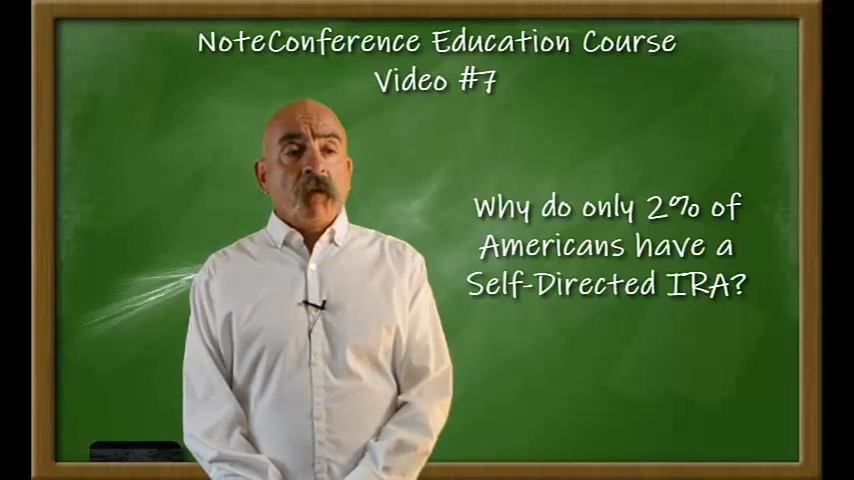 NoteConference Education Course
Video #7
Why do only 2% of
Americans have a
Self-Directed IRA?